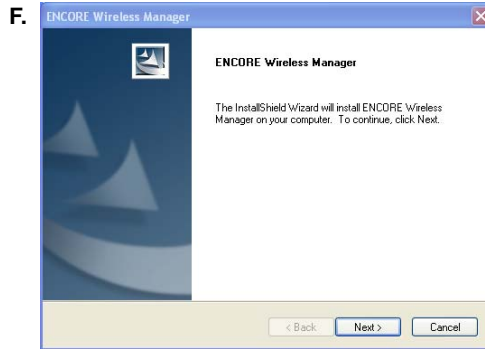 F.
ENCORE Wireless Manager
ENCORE Wireless Manager
The InstallShield Wizard will install ENCORE Wireless
Manager on your computer. To continue, click Next.
< Back Next > Cancel